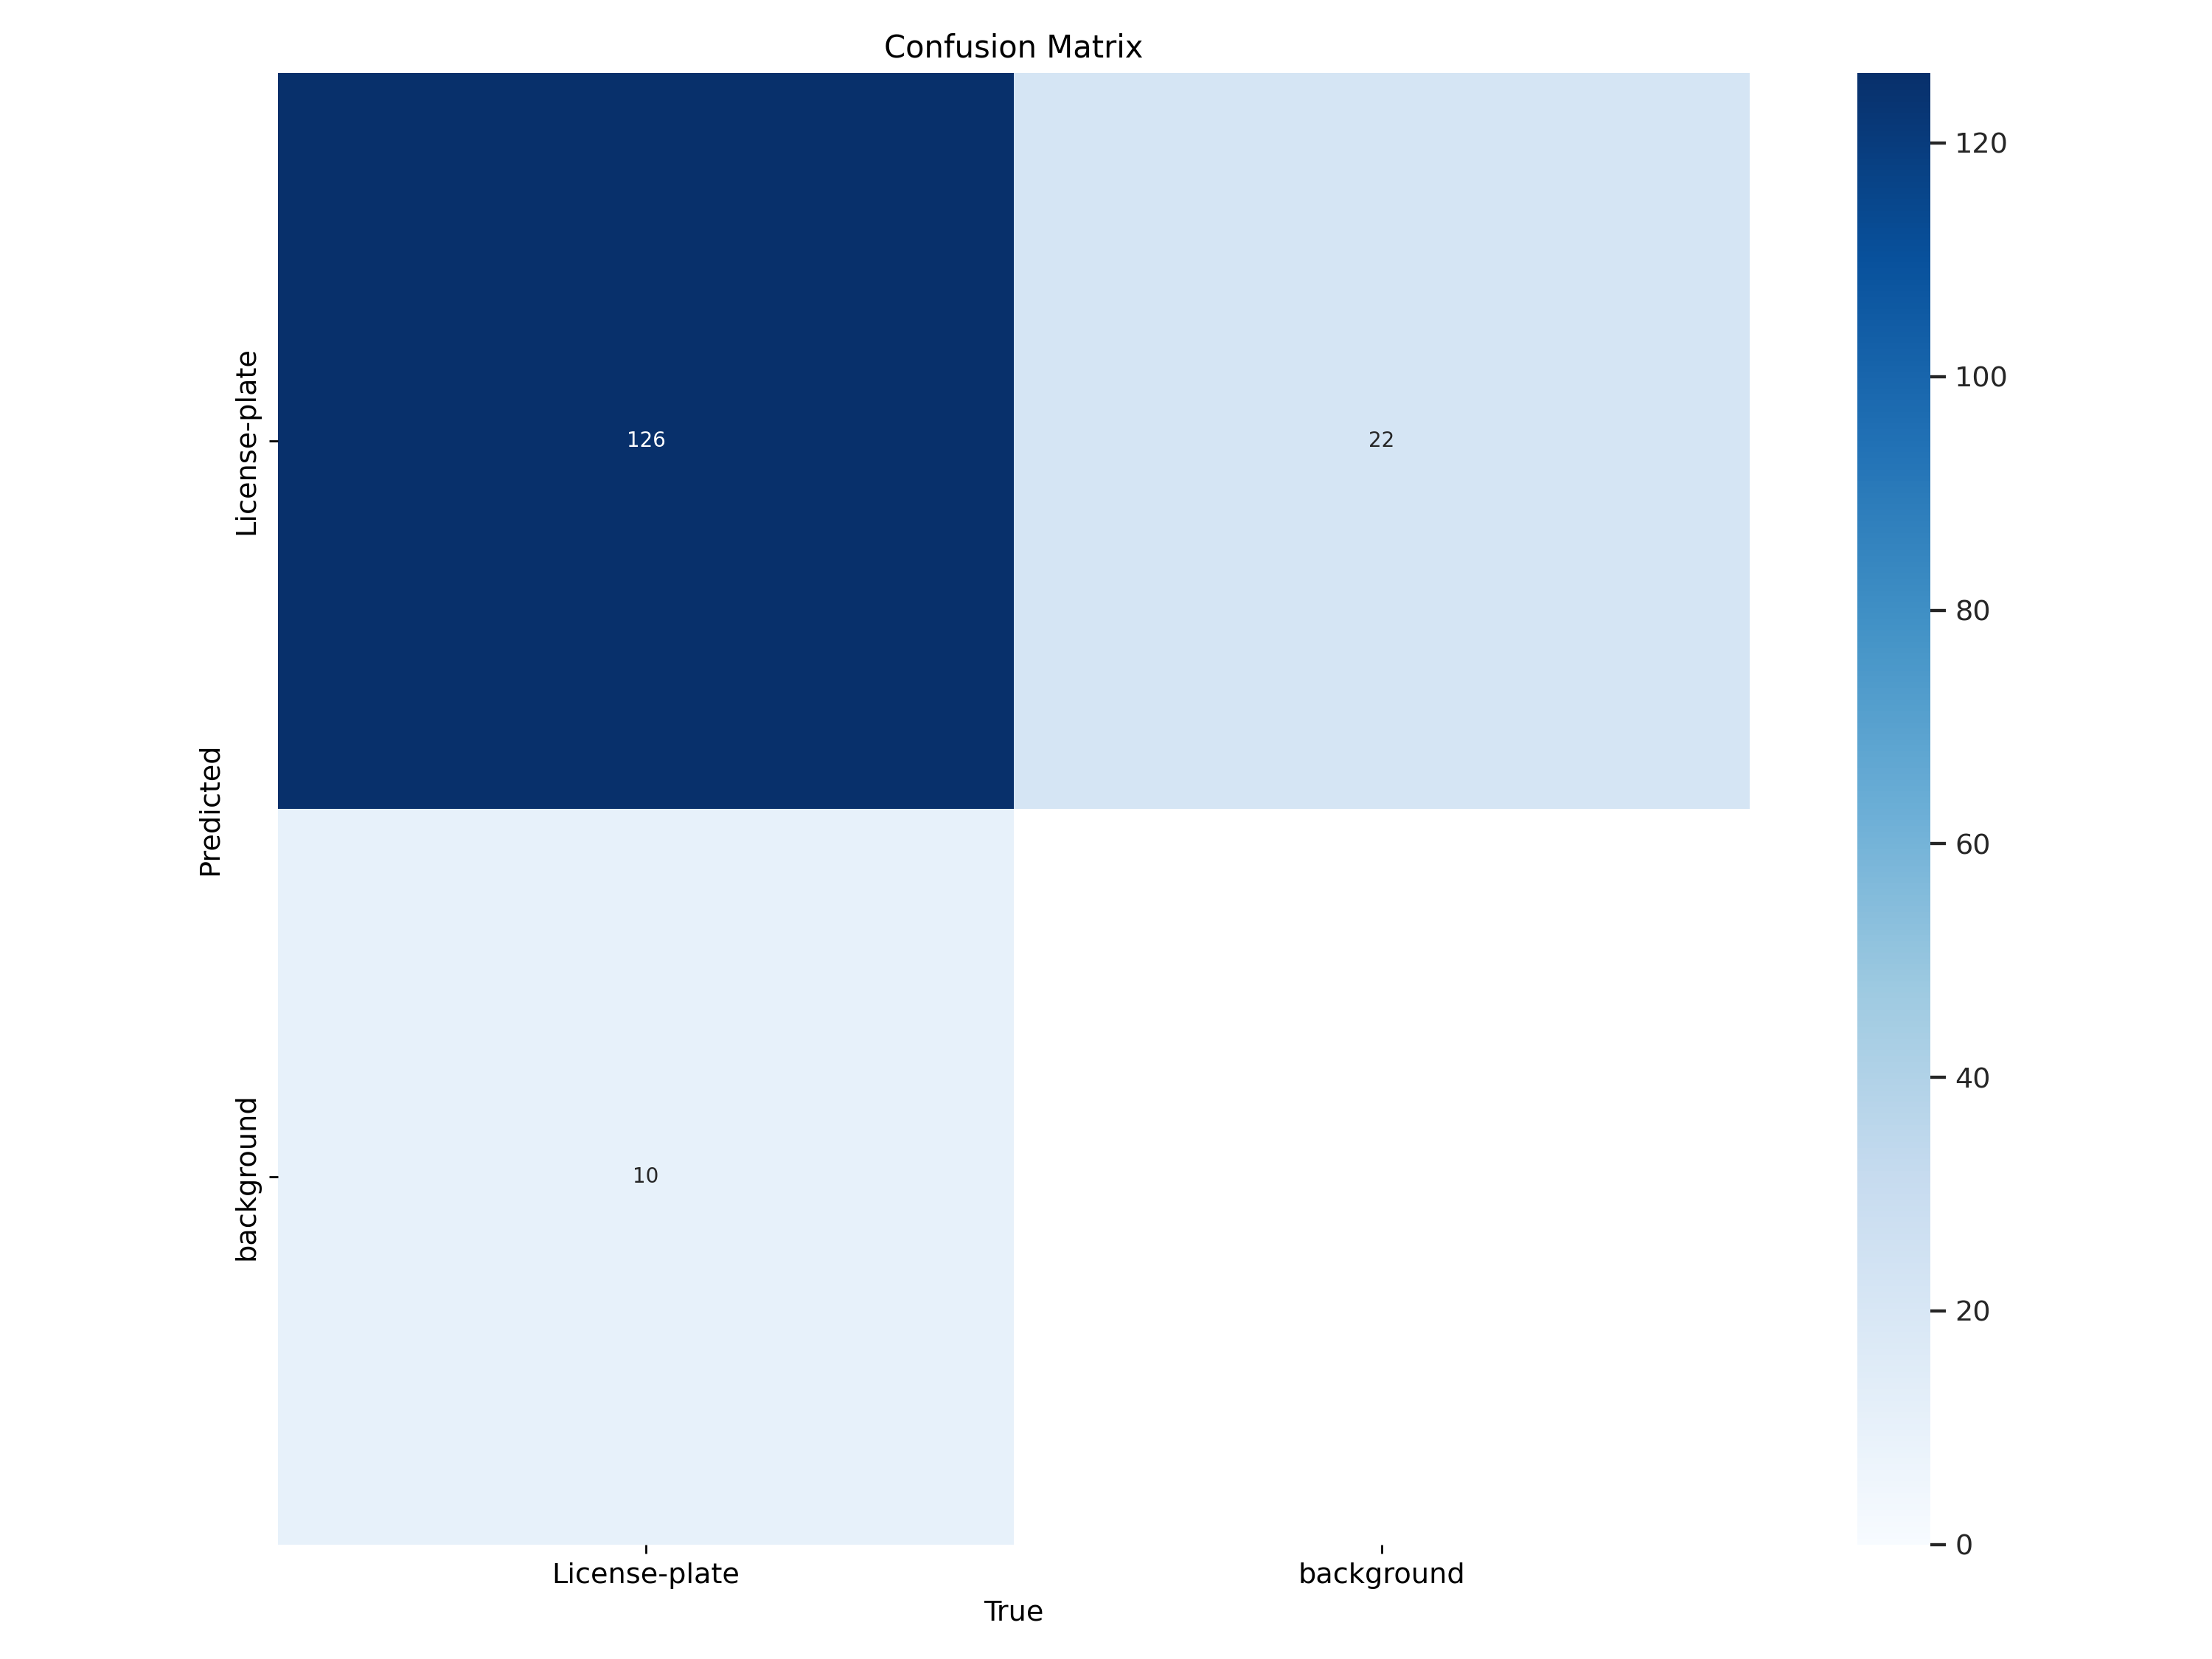 Confusion Matrix
License-plate
126
22
120
100
80
60
40
20
0
Predicted
background
10
License-plate
background
True